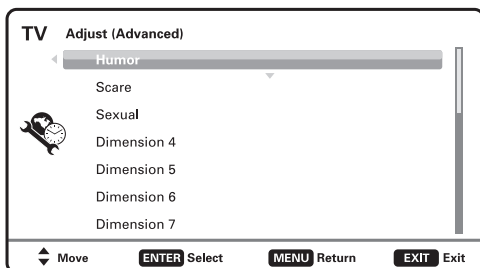 TV Adjust (Advanced)
Humor
Scare
Sexual
Dimension 4
Dimension 5
Dimension 6
Dimension 7
Move ENTER Select MENU Return EXIT Exit